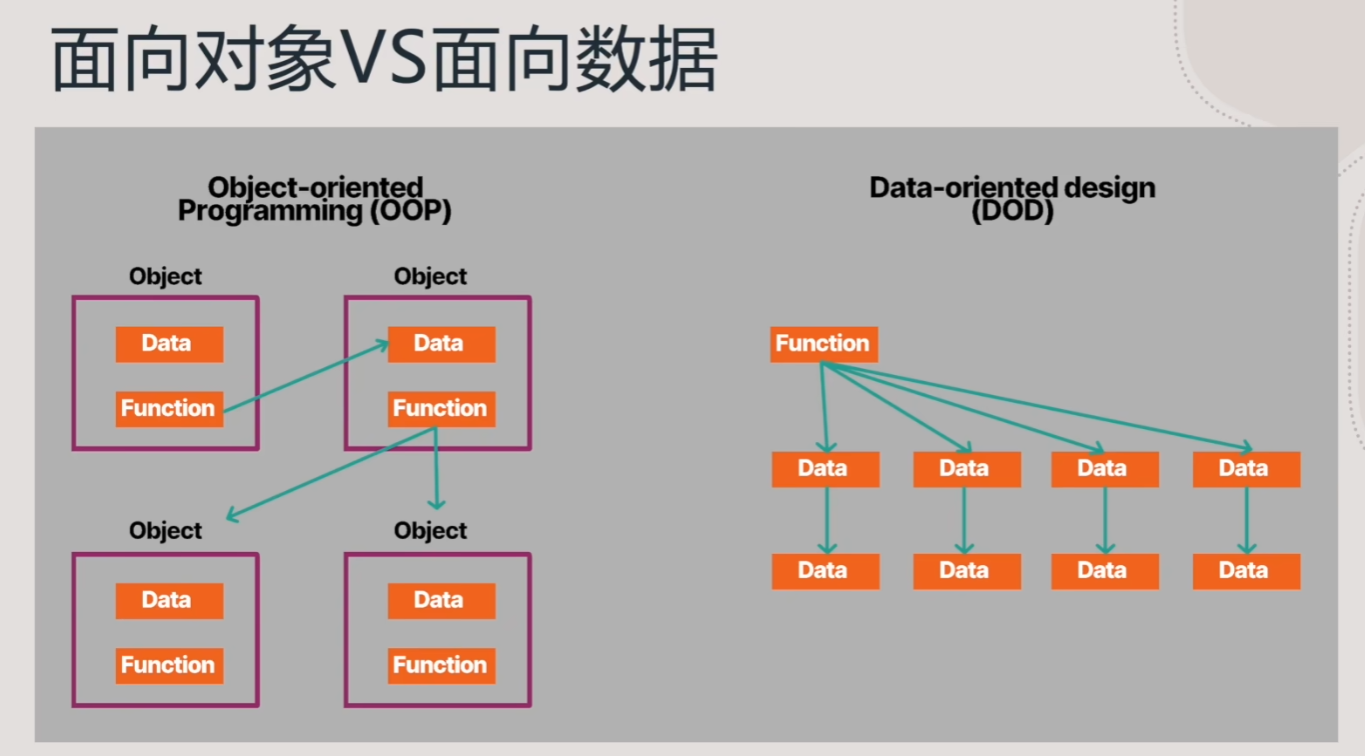 面向对象VS面向数据
Object-oriented
Programming (OOP)
Data-oriented design
(DOD)
Object
Object
Data
Data
Function
Function
Function
Data
Data
Data
Data
Object
Object
Data
Data
Data
Data
Data
Data
Function
Function